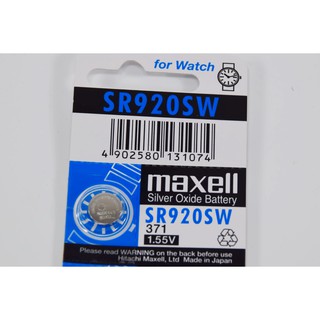 for Watch
SR920SW
4 902580 131074
maxell
Silver Oxide Battery
SR920SW
371
1.55V
Please read warning on the back before use
Hitachi Maxell, Ltd Made in Japan